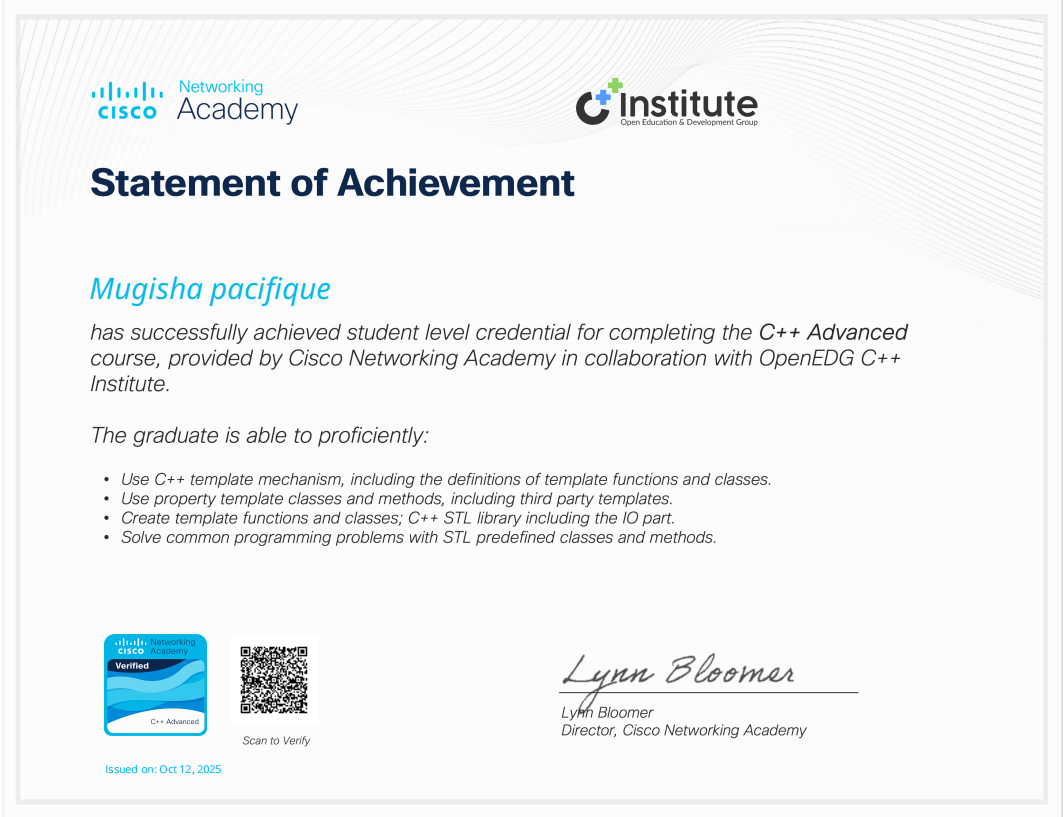 CISCO Networking Academy
C++ Institute
Open Education & Development Group
Statement of Achievement
Mugisha pacifique
has successfully achieved student level credential for completing the C++ Advanced
course, provided by Cisco Networking Academy in collaboration with OpenEDG C++
Institute.
The graduate is able to proficiently:
• Use C++ template mechanism, including the definitions of template functions and classes.
• Use property template classes and methods, including third party templates.
• Create template functions and classes; C++ STL library including the IO part.
• Solve common programming problems with STL predefined classes and methods.
CISCO Networking Academy
Verified
C++ Advanced
Scan to Verify
Issued on: Oct 12, 2025
Lynn Bloomer
Lynn Bloomer
Director, Cisco Networking Academy